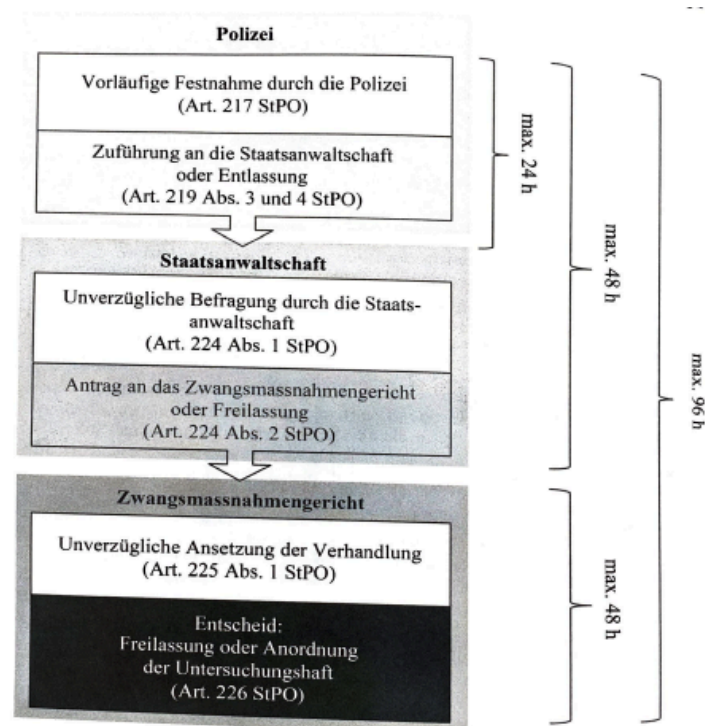 Polizei
Vorläufige Festnahme durch die Polizei
(Art. 217 StPO)
Zuführung an die Staatsanwaltschaft
oder Entlassung
(Art. 219 Abs. 3 und 4 StPO)
max. 24 h
Staatsanwaltschaft
Unverzügliche Befragung durch die Staats-
anwaltschaft
(Art. 224 Abs. 1 StPO)
Antrag an das Zwangsmassnahmengericht
oder Freilassung
(Art. 224 Abs. 2 StPO)
max. 48 h
Zwangsmassnahmengericht
Unverzügliche Ansetzung der Verhandlung
(Art. 225 Abs. 1 StPO)
Entscheid:
Freilassung oder Anordnung
der Untersuchungshaft
(Art. 226 StPO)
max. 48 h
max. 96 h